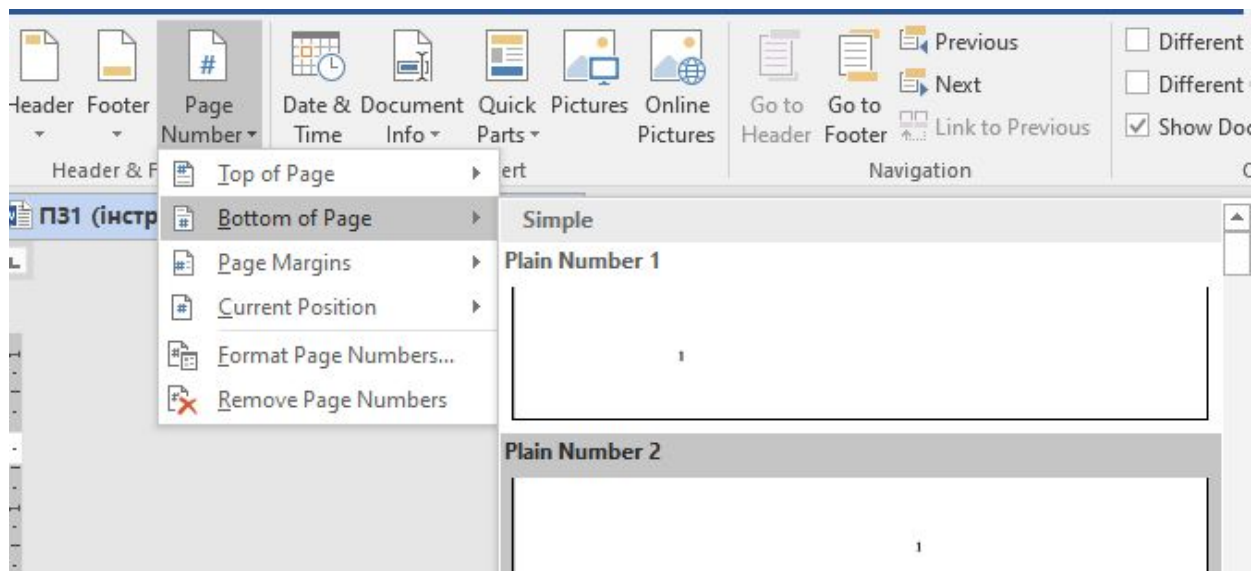 Header Footer Page Number Date & Time Document Info Quick Parts Pictures Online Pictures Go to Header Go to Footer
Previous
Next
Link to Previous
Different
Different
Show Doc
Header & F
ert
Navigation
Top of Page
ПЗ1 (інстр
Bottom of Page
Page Margins
Current Position
Format Page Numbers...
Remove Page Numbers
Simple
Plain Number 1
1
Plain Number 2
1